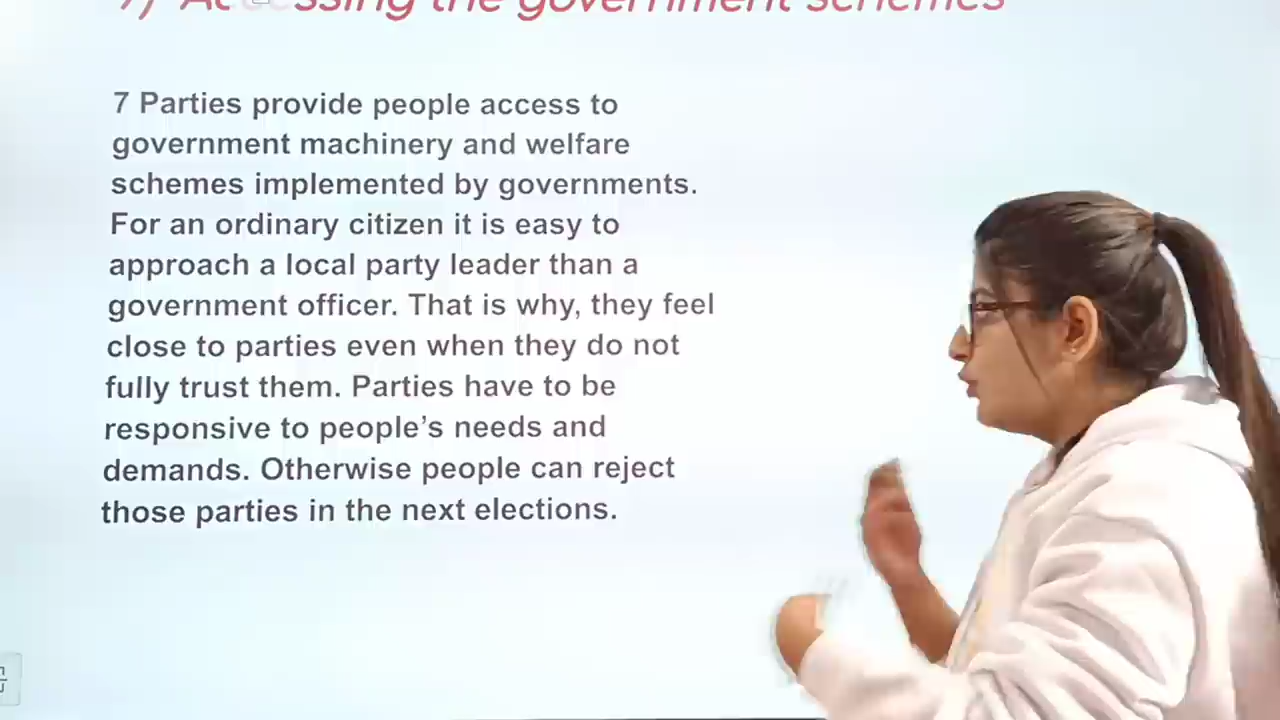 7) Accessing the government schemes
7 Parties provide people access to
government machinery and welfare
schemes implemented by governments.
For an ordinary citizen it is easy to
approach a local party leader than a
government officer. That is why, they feel
close to parties even when they do not
fully trust them. Parties have to be
responsive to people’s needs and
demands. Otherwise people can reject
those parties in the next elections.